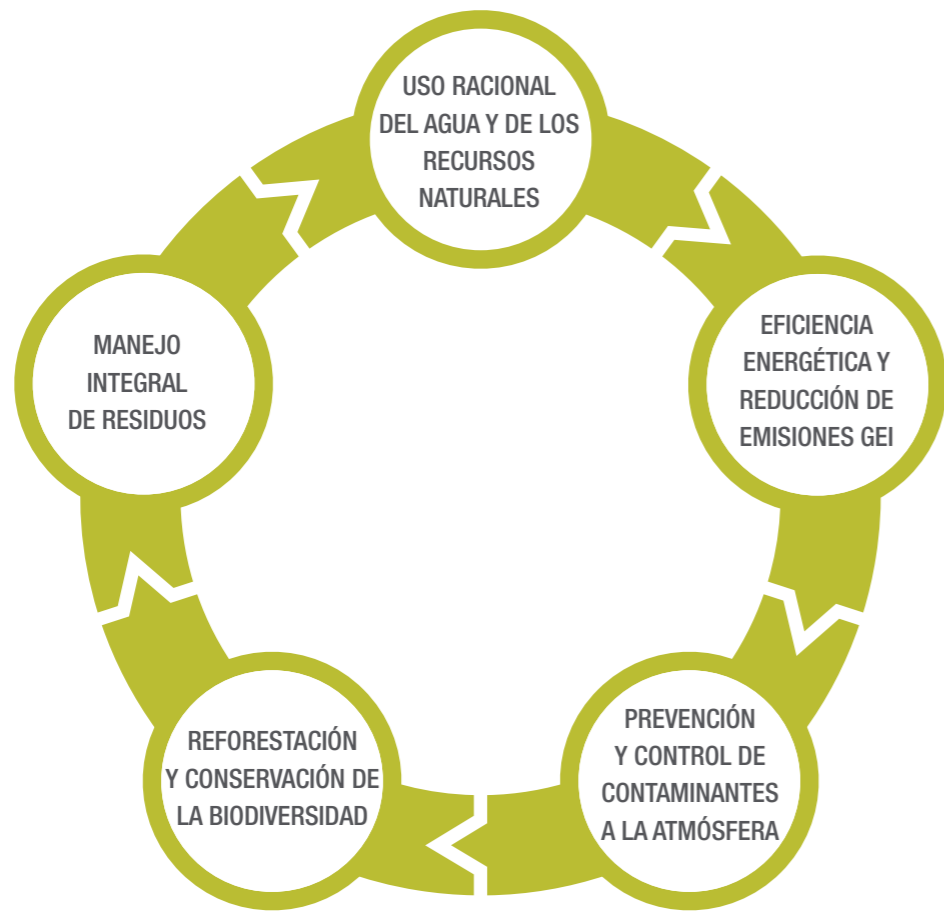 USO RACIONAL
DEL AGUA Y DE LOS
RECURSOS
NATURALES
EFICIENCIA
ENERGÉTICA Y
REDUCCIÓN DE
EMISIONES GEI
PREVENCIÓN
Y CONTROL DE
CONTAMINANTES
A LA ATMÓSFERA
REFORESTACIÓN
Y CONSERVACIÓN DE
LA BIODIVERSIDAD
MANEJO
INTEGRAL
DE RESIDUOS